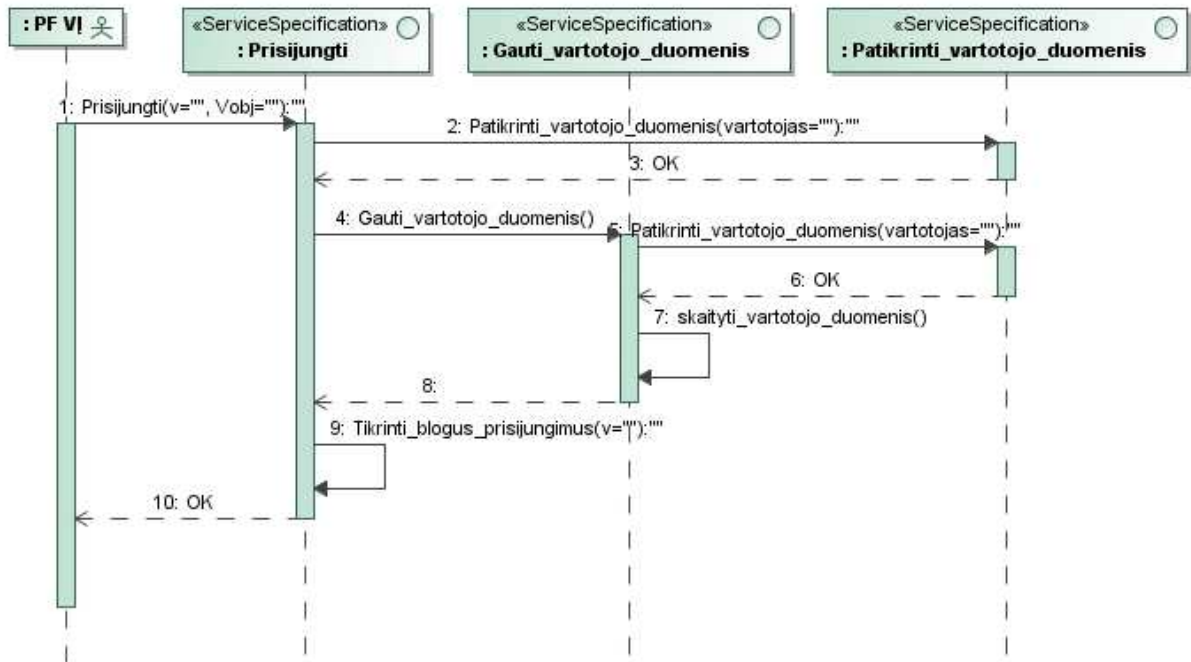 : PF VĮ
«ServiceSpecification»
: Prisijungti
«ServiceSpecification»
: Gauti_vartotojo_duomenis
«ServiceSpecification»
: Patikrinti_vartotojo_duomenis
1: Prisijungti(v="", Vobj=""):""
2: Patikrinti_vartotojo_duomenis(vartotojas=""):""
3: OK
4: Gauti_vartotojo_duomenis()
5: Patikrinti_vartotojo_duomenis(vartotojas=""):""
6: OK
7: skaityti_vartotojo_duomenis()
8:
9: Tikrinti_blogus_prisijungimus(v=""):""
10: OK